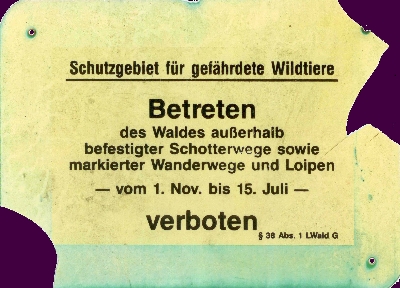 Schutzgebiet für gefährdete Wildtiere
Betreten
des Waldes außerhalb
befestigter Schotterwege sowie
markierter Wanderwege und Loipen
— vom 1. Nov. bis 15. Juli —
verboten
§ 38 Abs. 1 LWald G